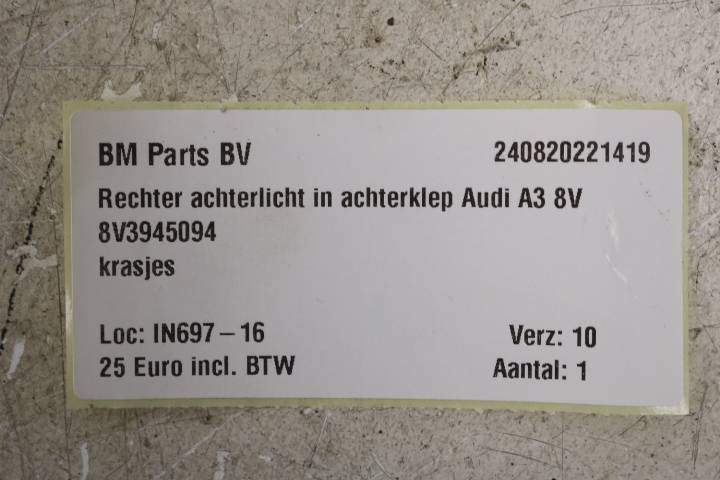 BM Parts BV 240820221419
Rechter achterlicht in achterklep Audi A3 8V
8V3945094
krasjes
Loc: IN697-16 Verz: 10
25 Euro incl. BTW Aantal: 1